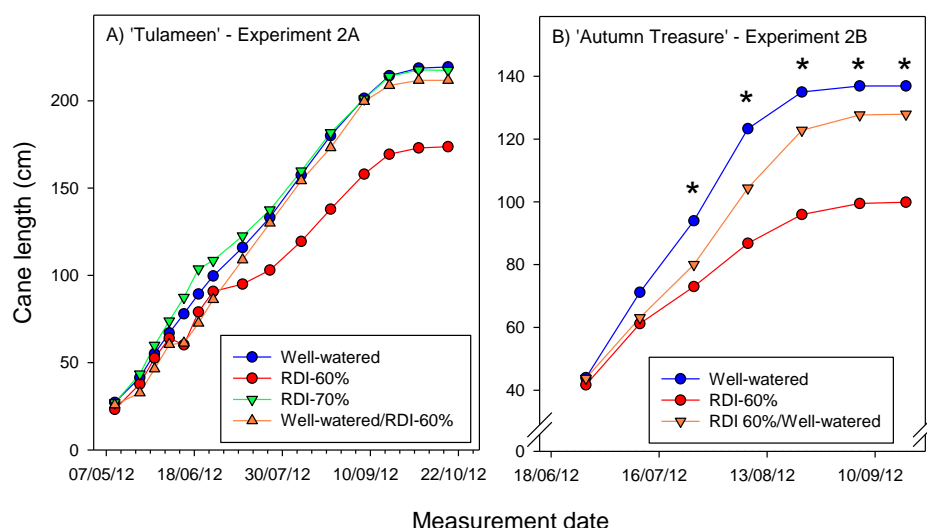 A) 'Tulameen' - Experiment 2A
B) 'Autumn Treasure' - Experiment 2B
Cane length (cm)
200
150
100
50
0
Well-watered
RDI-60%
RDI-70%
Well-watered/RDI-60%
07/05/12 18/06/12 30/07/12 10/09/12 22/10/12
140
120
100
80
60
40
0
* * * * *
Well-watered
RDI-60%
RDI 60%/Well-watered
18/06/12 16/07/12 13/08/12 10/09/12
Measurement date